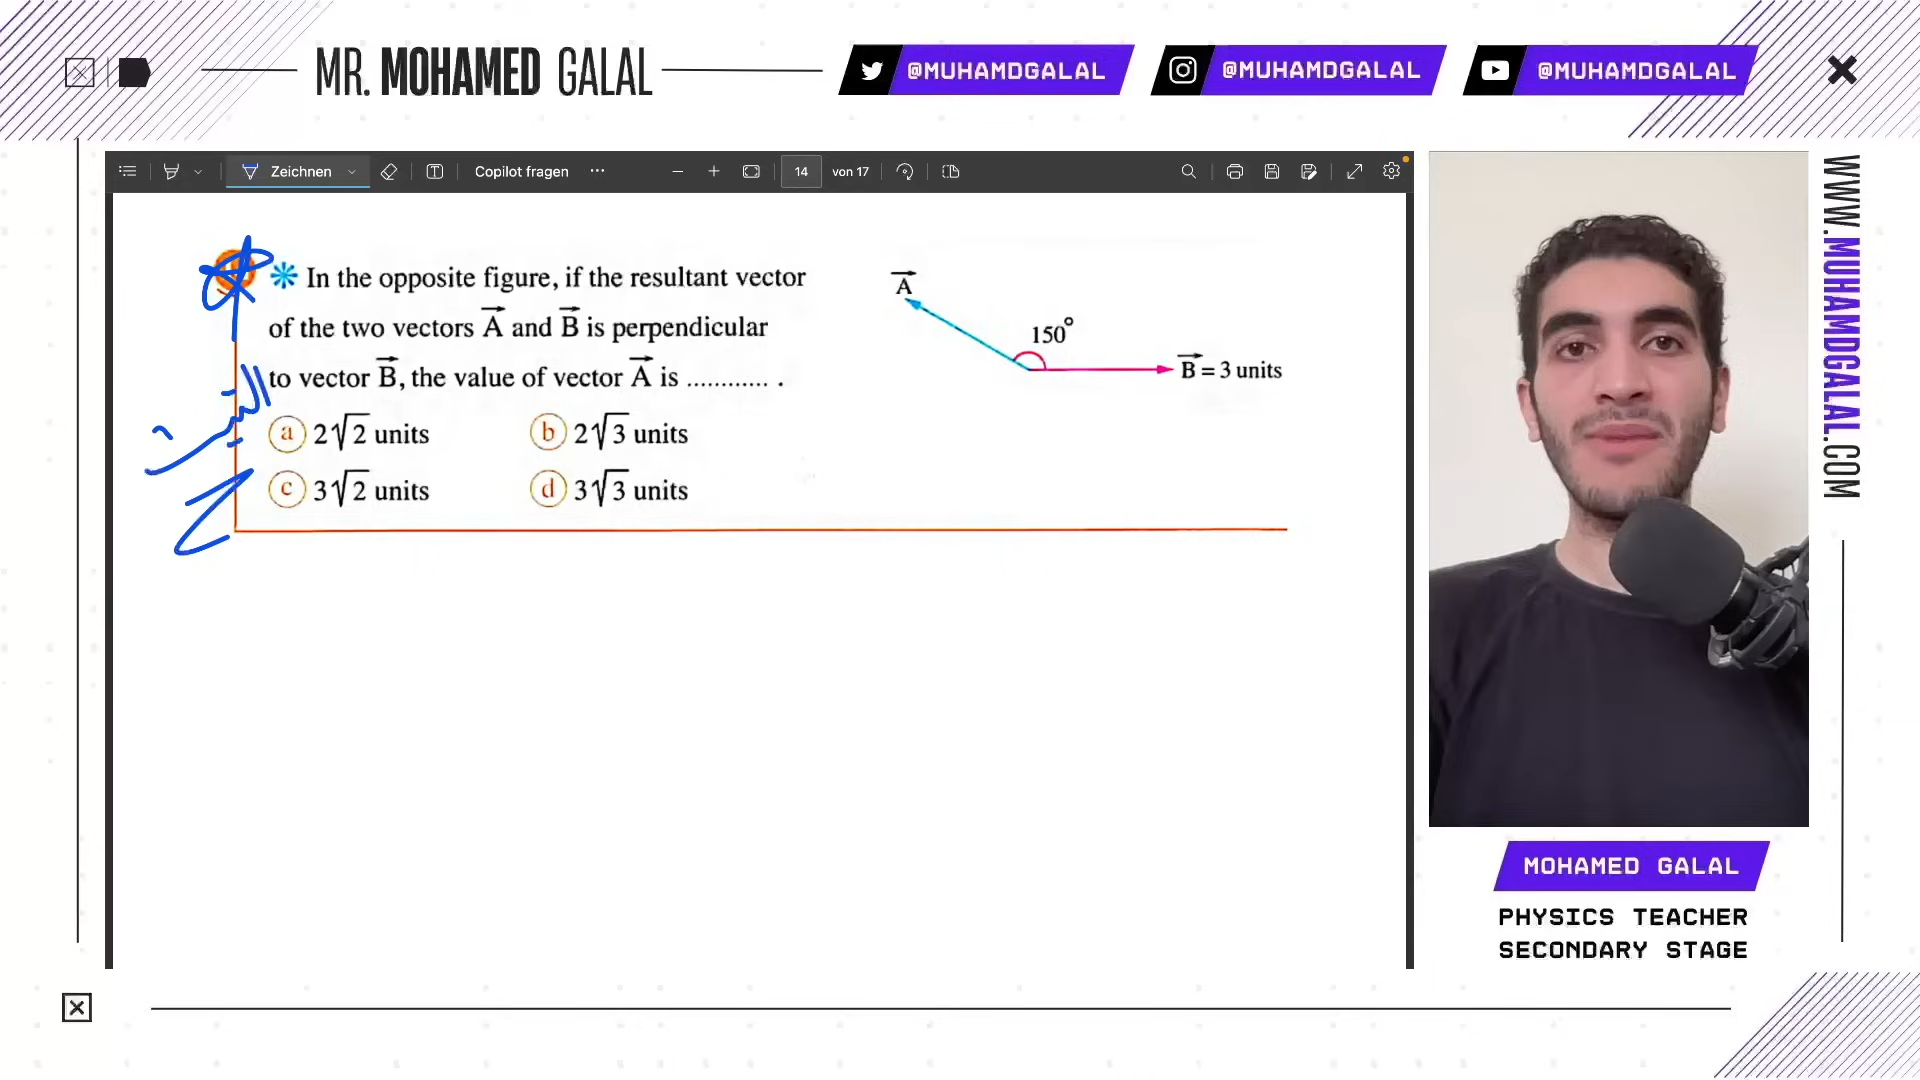 MR. MOHAMED GALAL
@MUHAMDGALAL
@MUHAMDGALAL
@MUHAMDGALAL
Zeichnen
Copilot fragen
14 von 17
In the opposite figure, if the resultant vector
of the two vectors A⃗ and B⃗ is perpendicular
to vector B⃗, the value of vector A⃗ is ............ .
a 2√2 units
b 2√3 units
c 3√2 units
d 3√3 units
A⃗
150°
B⃗ = 3 units
WWW.MUHAMDGALAL.COM
MOHAMED GALAL
PHYSICS TEACHER
SECONDARY STAGE